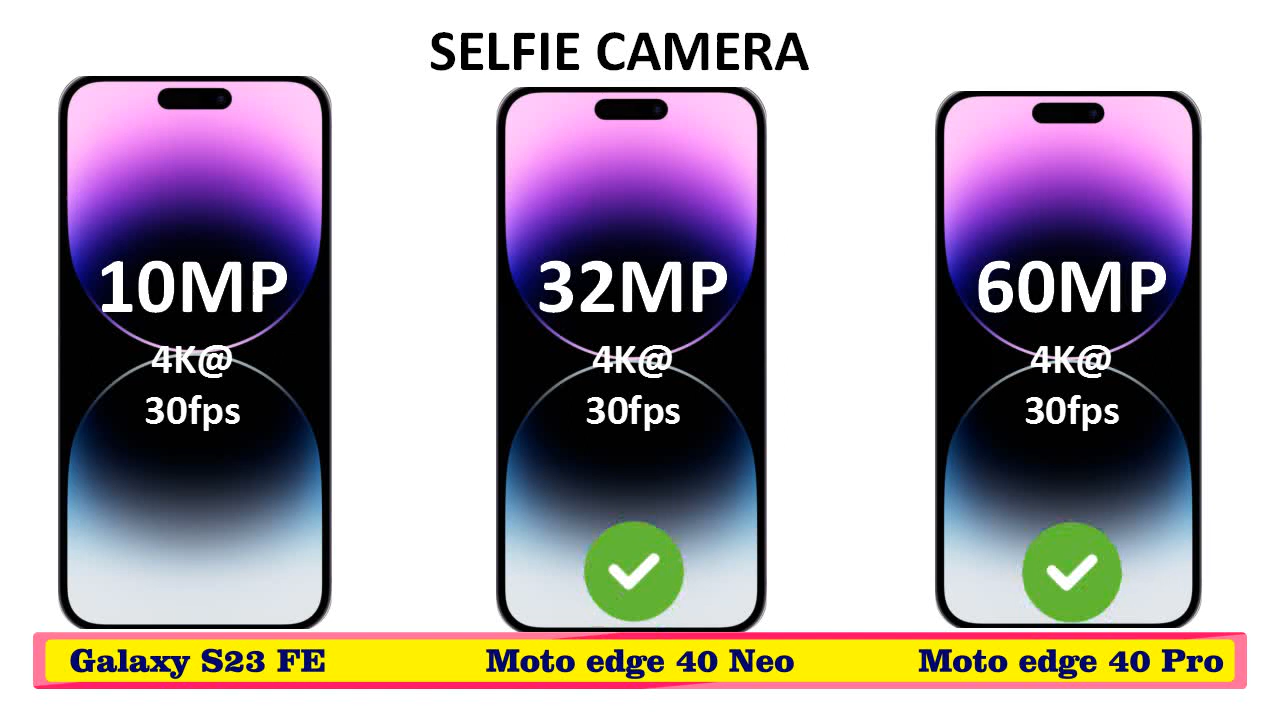 SELFIE CAMERA
10MP
4K@
30fps
32MP
4K@
30fps
60MP
4K@
30fps
Galaxy S23 FE
Moto edge 40 Neo
Moto edge 40 Pro